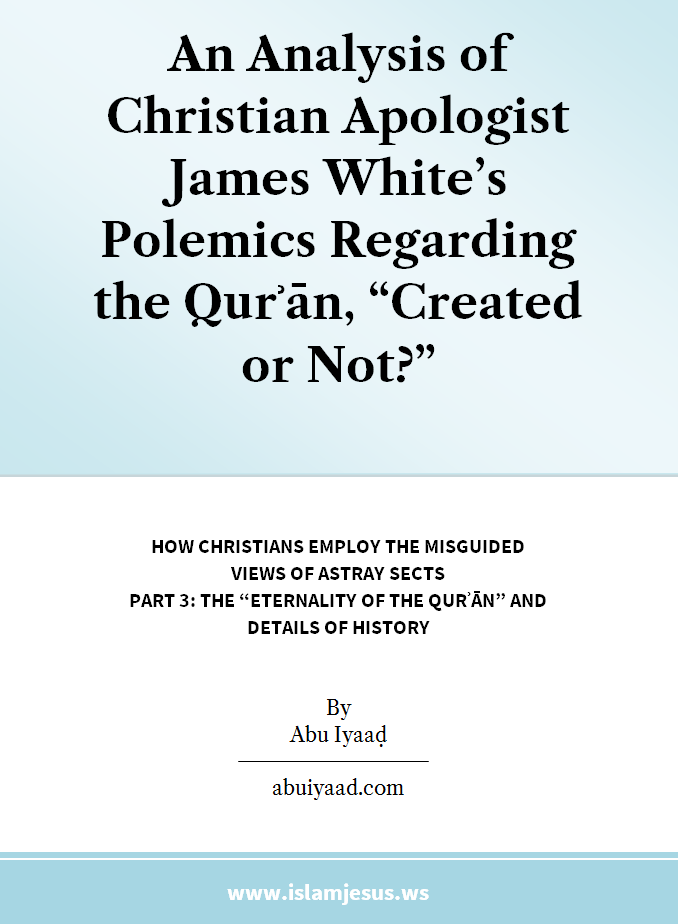 An Analysis of
Christian Apologist
James White’s
Polemics Regarding
the Qurʾān, “Created
or Not?”
HOW CHRISTIANS EMPLOY THE MISGUIDED
VIEWS OF ASTRAY SECTS
PART 3: THE “ETERNALITY OF THE QURʾĀN” AND
DETAILS OF HISTORY
By
Abu Iyaaḍ
abuiyaad.com
www.islamjesus.ws